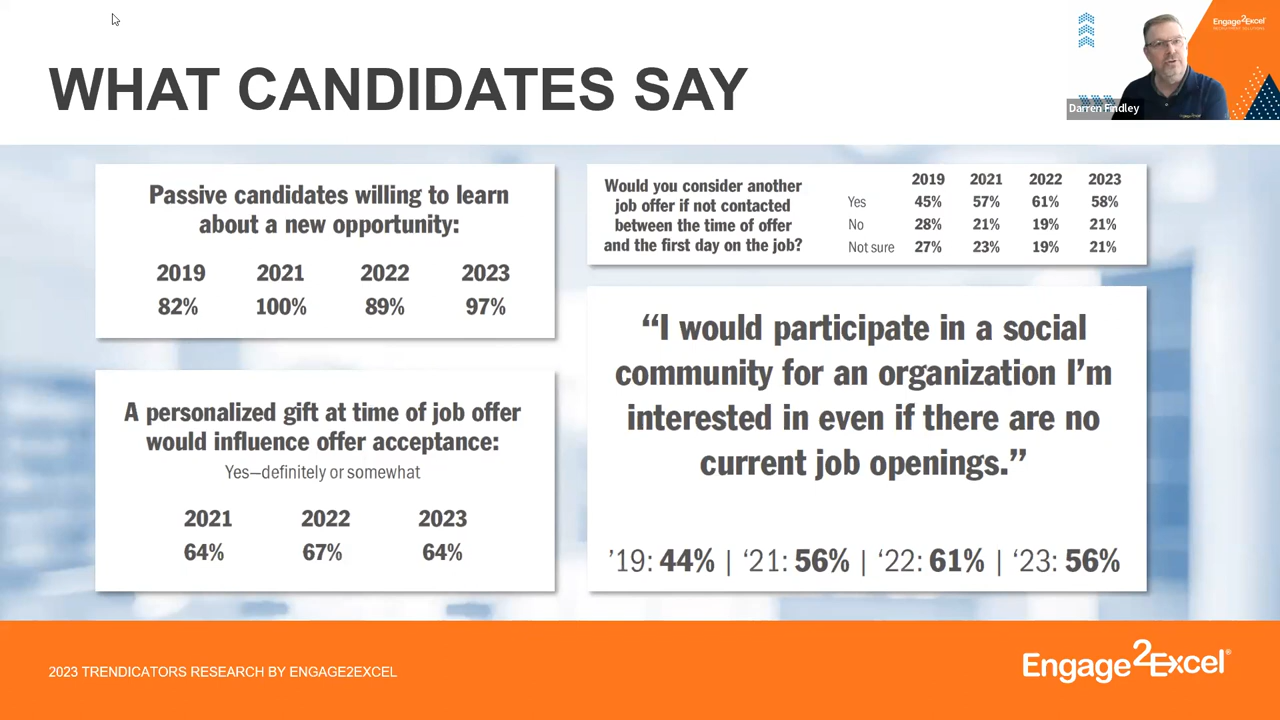 WHAT CANDIDATES SAY
Engage2Excel
Darren Findley
Passive candidates willing to learn
about a new opportunity:
2019 2021 2022 2023
82% 100% 89% 97%
A personalized gift at time of job offer
would influence offer acceptance:
Yes—definitely or somewhat
2021 2022 2023
64% 67% 64%
Would you consider another
job offer if not contacted
between the time of offer
and the first day on the job?
2019 2021 2022 2023
Yes 45% 57% 61% 58%
No 28% 21% 19% 21%
Not sure 27% 23% 19% 21%
“I would participate in a social
community for an organization I’m
interested in even if there are no
current job openings.”
’19: 44% | ‘21: 56% | ‘22: 61% | ‘23: 56%
2023 TRENDICATORS RESEARCH BY ENGAGE2EXCEL
Engage2Excel®